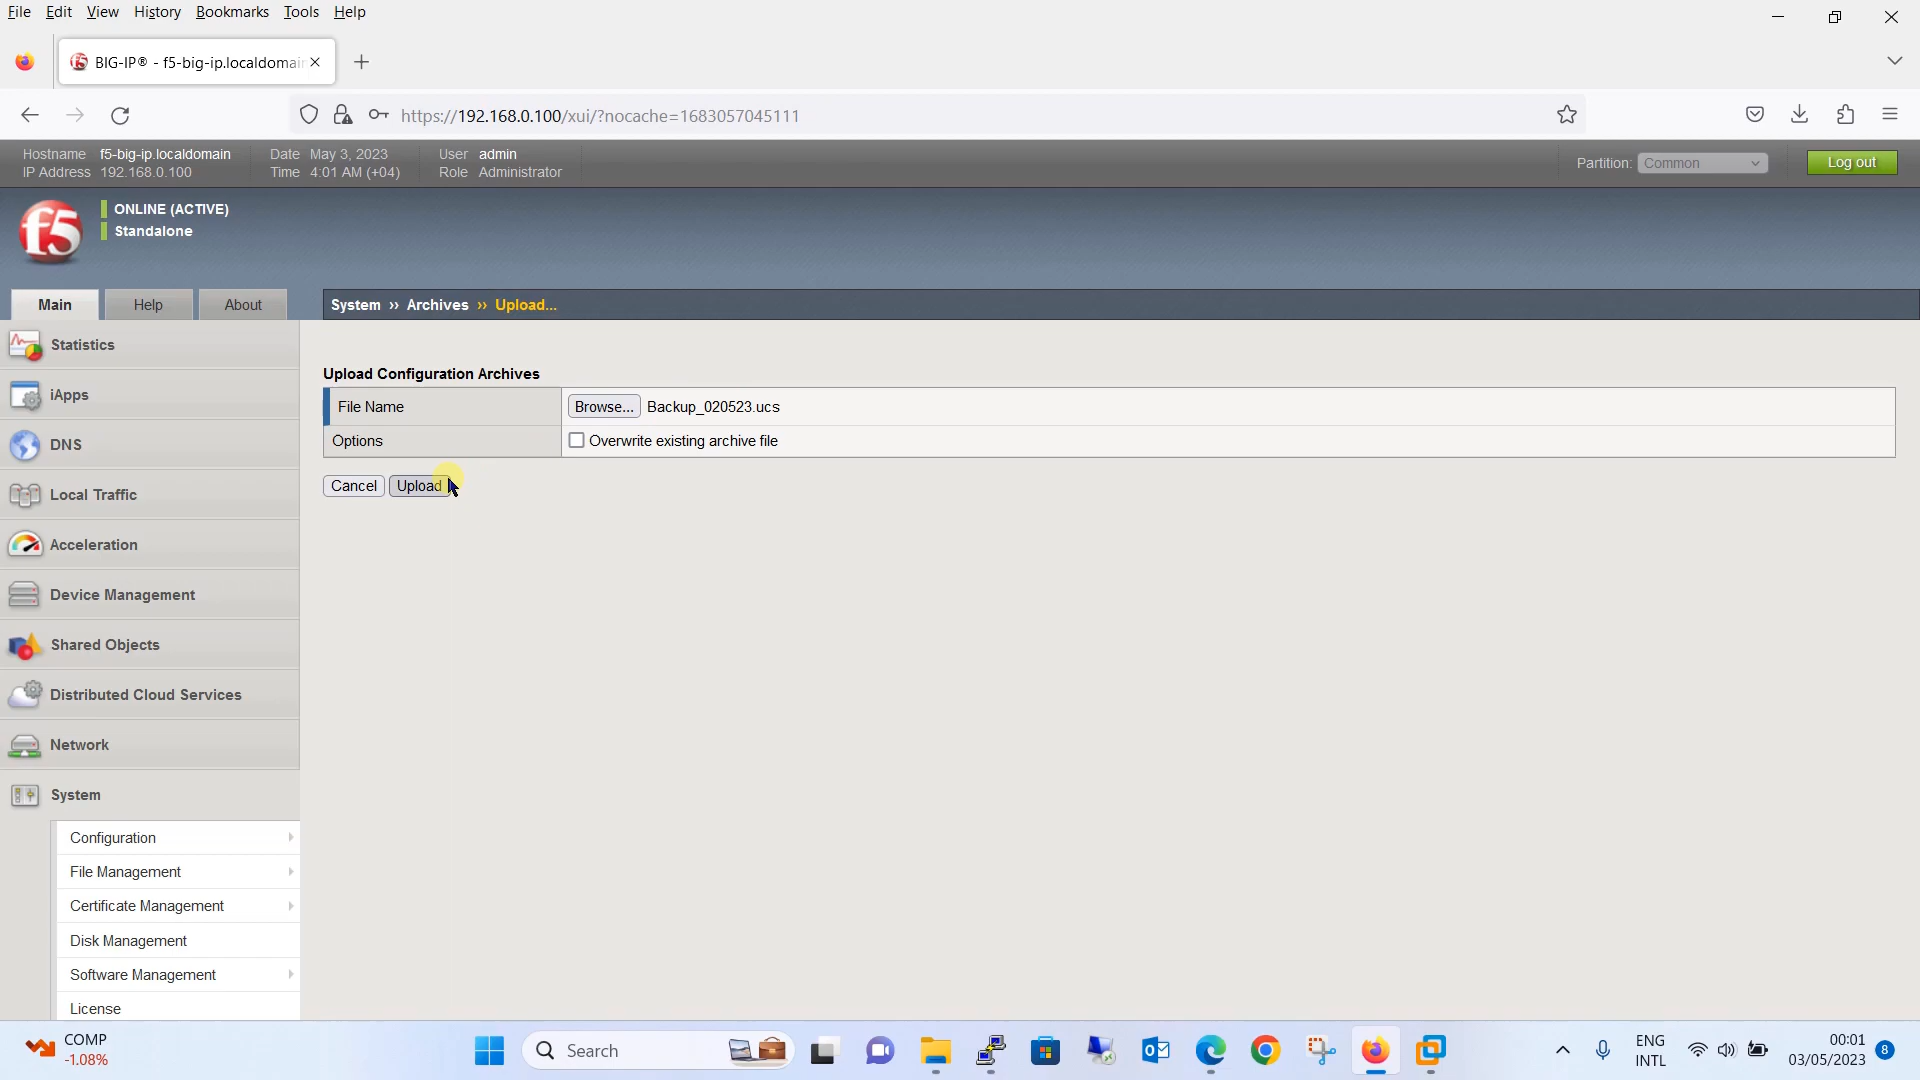 File Edit View History Bookmarks Tools Help
BIG-IP® - f5-big-ip.localdomai
https://192.168.0.100/xui/?nocache=1683057045111
Hostname f5-big-ip.localdomain Date May 3, 2023 User admin
IP Address 192.168.0.100 Time 4:01 AM (+04) Role Administrator
Partition: Common Log out
f5
ONLINE (ACTIVE)
Standalone
Main Help About
System ›› Archives ›› Upload...
Statistics
iApps
DNS
Local Traffic
Acceleration
Device Management
Shared Objects
Distributed Cloud Services
Network
System
Configuration
File Management
Certificate Management
Disk Management
Software Management
License
Upload Configuration Archives
File Name Browse... Backup_020523.ucs
Options Overwrite existing archive file
Cancel Upload
COMP
-1.08%
Search
ENG
INTL
00:01
03/05/2023
8